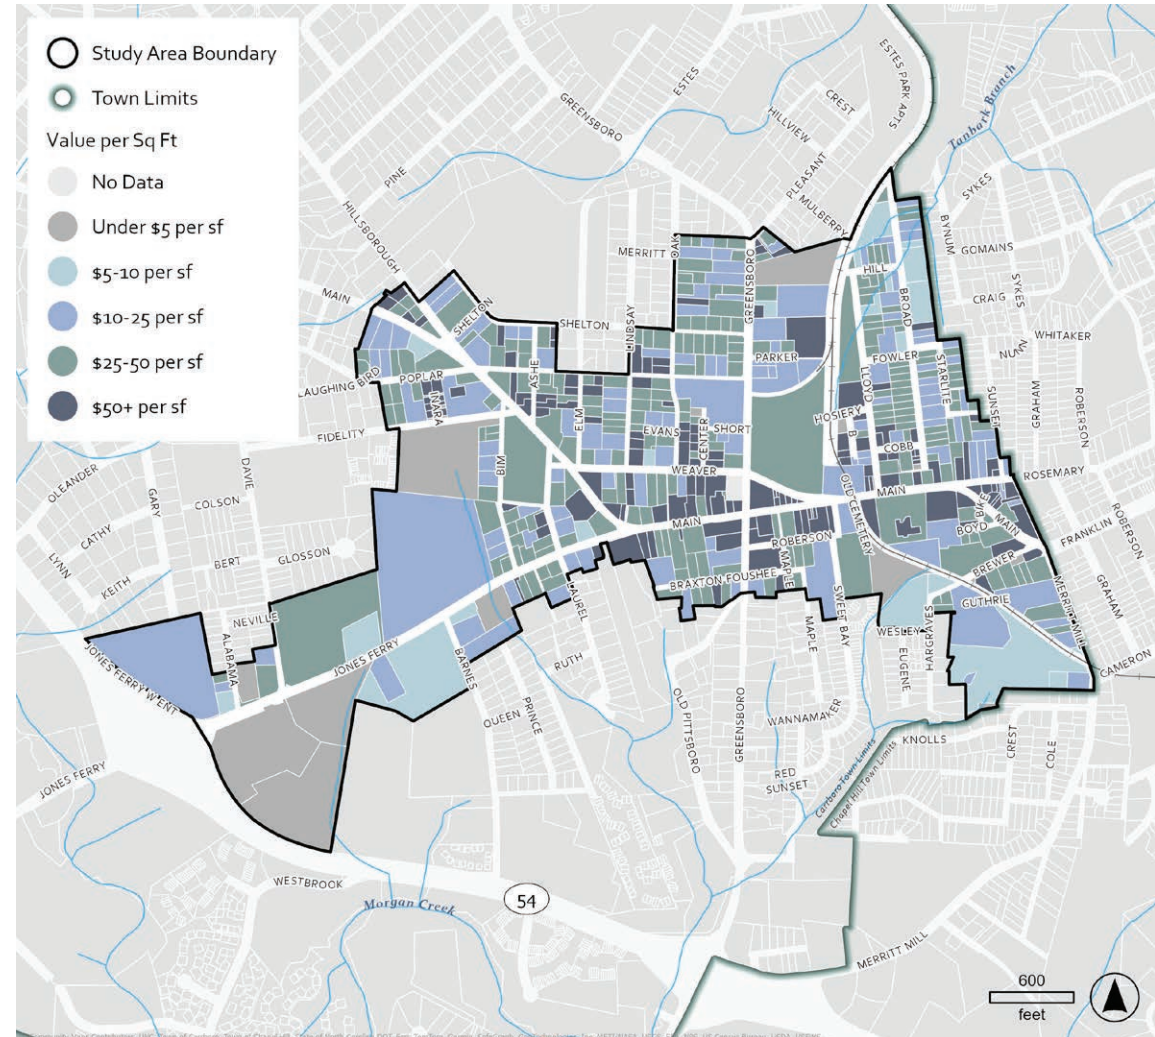 Study Area Boundary
Town Limits
Value per Sq Ft
No Data
Under $5 per sf
$5-10 per sf
$10-25 per sf
$25-50 per sf
$50+ per sf
ESTES PARK APTS
ESTES
CREST
HILLVIEW
GREENSBORO
Tanbark Branch
PINE
PLEASANT
SYKES
MULBERRY
HILLSBOROUGH
BYNUM
MERRITT
OAK
GREENSBORO
GOMAINS
HILL
SYKES
MAIN
SHELTON
LINDSAY
BROAD
CRAIG
SHELTON
WHITAKER
NUNN
PARKER
FOWLER
LAUGHING BIRD
POPLAR
ASHE
STARLITE
INARA
LLOYD
SUNSET
GRAHAM
ROBERSON
ELM
HOSIERY
FIDELITY
EVANS
CENTER
SHORT
B
COBB
BIM
WEAVER
ROSEMARY
OLEANDER
DAVIE
GARY
COLSON
OLD CEMETERY
MAIN
BIKE
MAIN
MAIN
BOYD
FRANKLIN
ROBERSON
CATHY
ROBERSON
LYNN
BERT
GLOSSON
MAPLE
BREWER
KEITH
BRAXTON FOUSHEE
MERRITT MILL
GRAHAM
LAUREL
SWEET BAY
GUTHRIE
NEVILLE
ALABAMA
JONES FERRY
MAPLE
WESLEY
HARGRAVES
EUGENE
JONES FERRY W ENT
BARNES
RUTH
CAMERON
QUEEN
PRINCE
OLD PITTSBORO
GREENSBORO
WANNAMAKER
KNOLLS
CREST
COLE
JONES FERRY
RED SUNSET
Carrboro Town Limits
Chapel Hill Town Limits
WESTBROOK
Morgan Creek
54
MERRITT MILL
600
feet